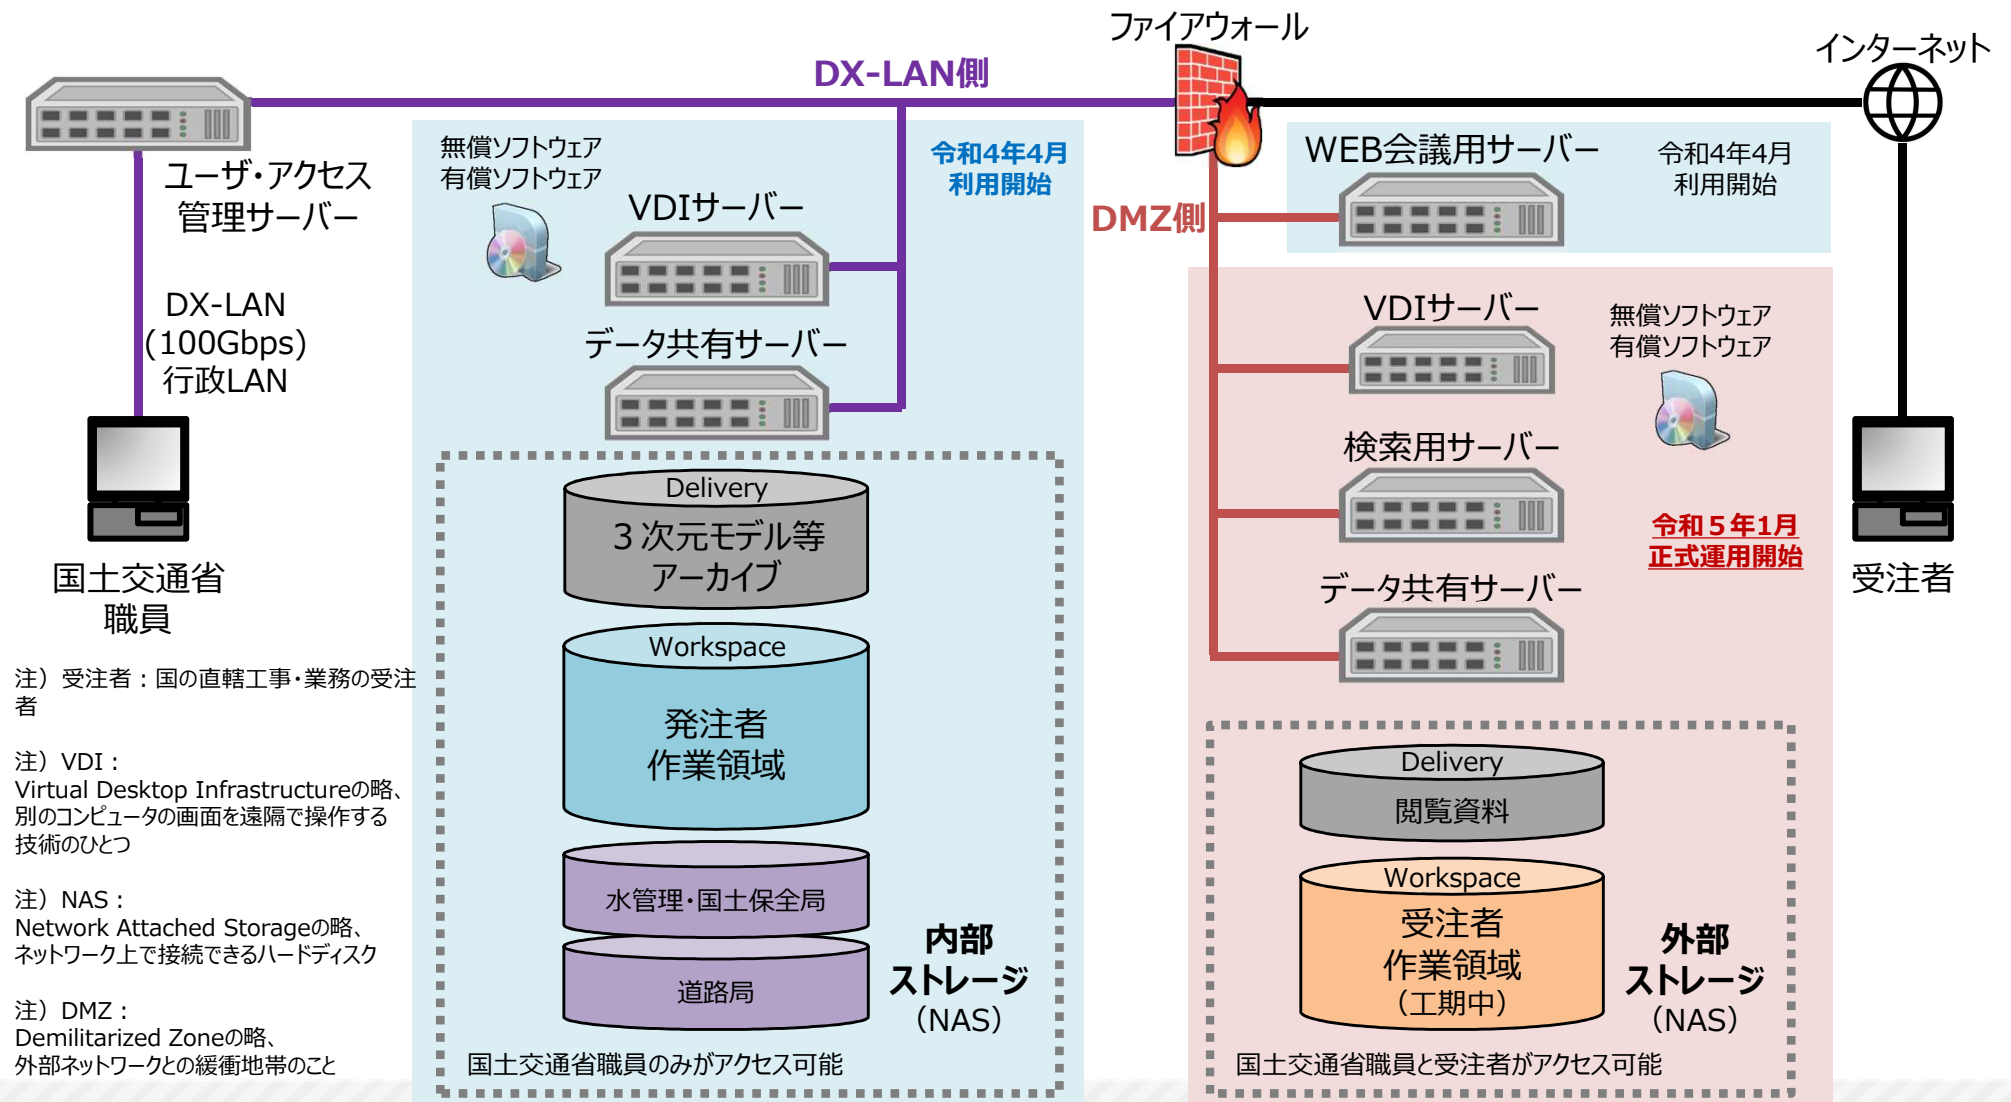 ファイアウォール
インターネット
DX-LAN側
ユーザ・アクセス
管理サーバー
DX-LAN
(100Gbps)
行政LAN
国土交通省
職員
無償ソフトウェア
有償ソフトウェア
令和4年4月
利用開始
VDIサーバー
データ共有サーバー
Delivery
３次元モデル等
アーカイブ
Workspace
発注者
作業領域
水管理・国土保全局
道路局
内部
ストレージ
（NAS）
国土交通省職員のみがアクセス可能
DMZ側
WEB会議用サーバー
令和4年4月
利用開始
VDIサーバー
無償ソフトウェア
有償ソフトウェア
検索用サーバー
令和５年1月
正式運用開始
データ共有サーバー
Delivery
閲覧資料
Workspace
受注者
作業領域
（工期中）
外部
ストレージ
（NAS）
国土交通省職員と受注者がアクセス可能
受注者
注）受注者：国の直轄工事・業務の受注
者
注）VDI：
Virtual Desktop Infrastructureの略、
別のコンピュータの画面を遠隔で操作する
技術のひとつ
注）NAS：
Network Attached Storageの略、
ネットワーク上で接続できるハードディスク
注）DMZ：
Demilitarized Zoneの略、
外部ネットワークとの緩衝地帯のこと